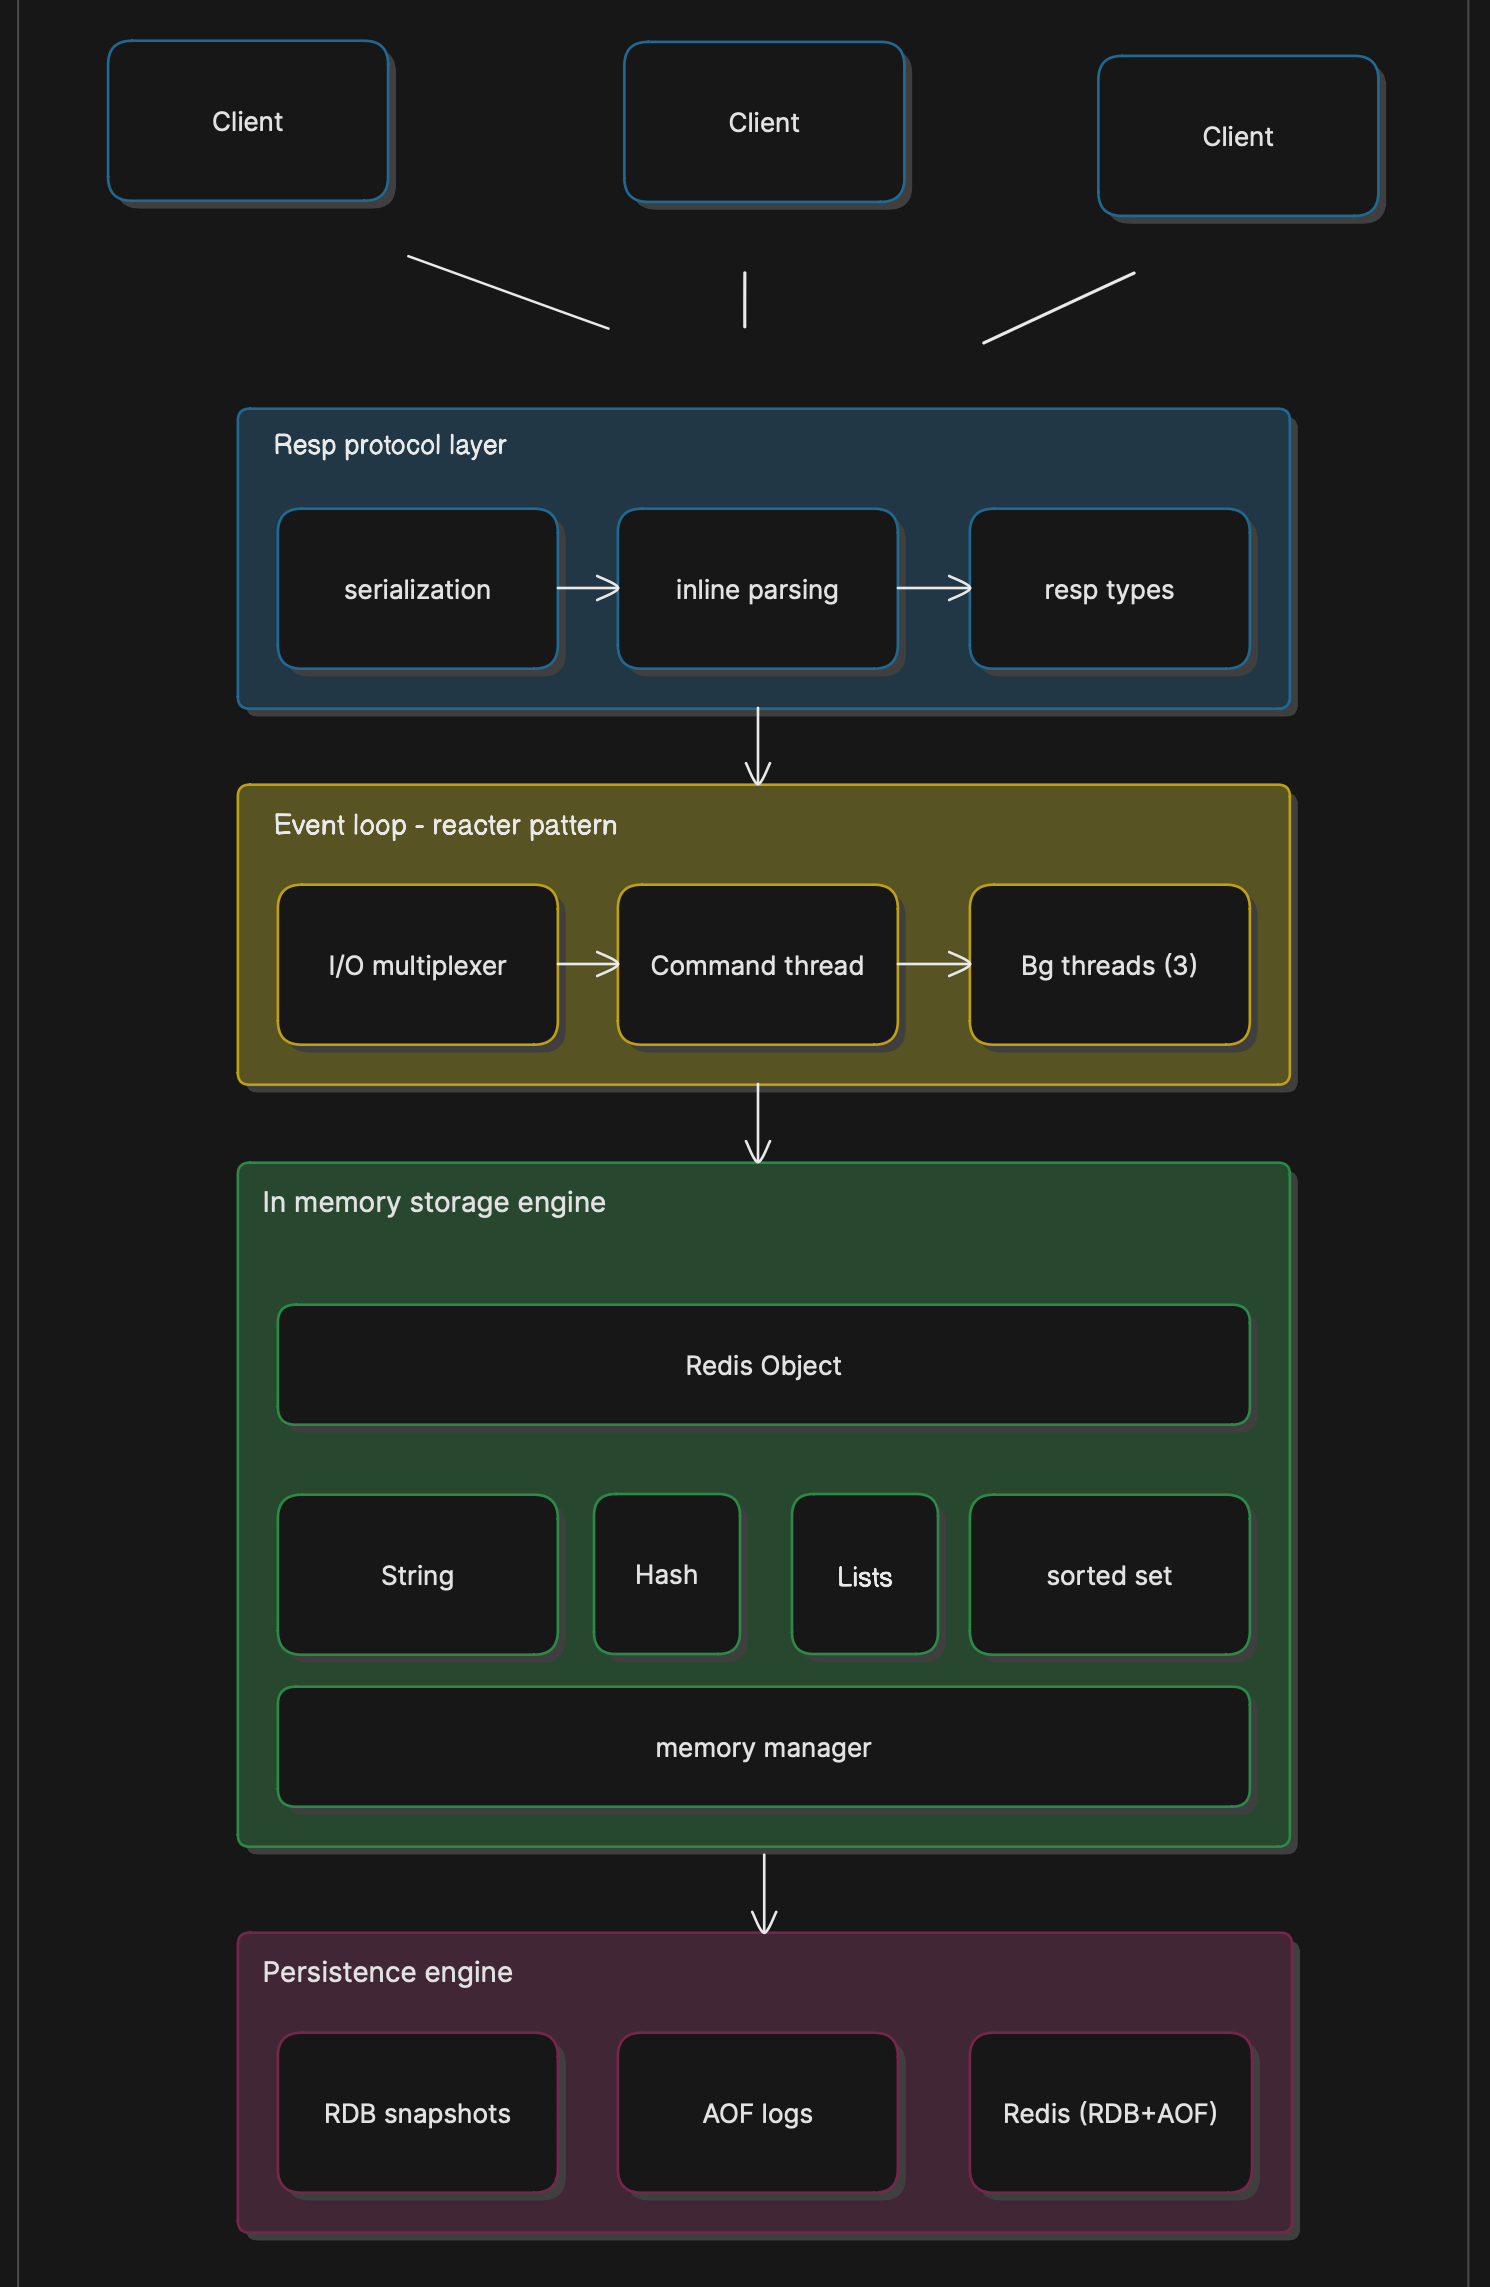 Client
Client
Client
Resp protocol layer
serialization
inline parsing
resp types
Event loop - reacter pattern
I/O multiplexer
Command thread
Bg threads (3)
In memory storage engine
Redis Object
String
Hash
Lists
sorted set
memory manager
Persistence engine
RDB snapshots
AOF logs
Redis (RDB+AOF)